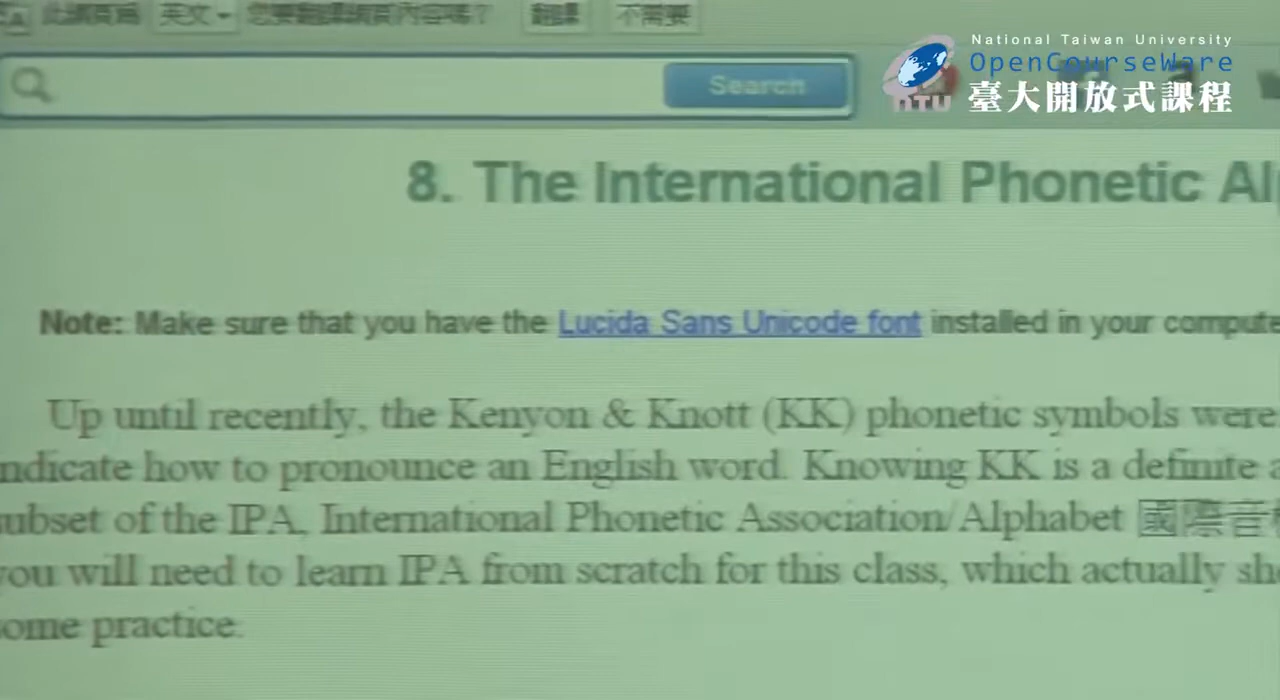 此網頁為 英文 您要翻譯網頁內容嗎？ 翻譯 不需要
National Taiwan University
OpenCourseWare
Search
NTU 臺大開放式課程
8. The International Phonetic Al
Note: Make sure that you have the Lucida Sans Unicode font installed in your compute
Up until recently, the Kenyon & Knott (KK) phonetic symbols were
ndicate how to pronounce an English word. Knowing KK is a definite a
ubset of the IPA, International Phonetic Association/Alphabet 國際音
you will need to learn IPA from scratch for this class, which actually sh
ome practice.